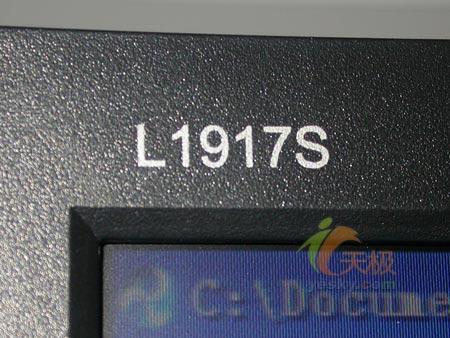 L1917S
天极
yesky.com
C:\Docume